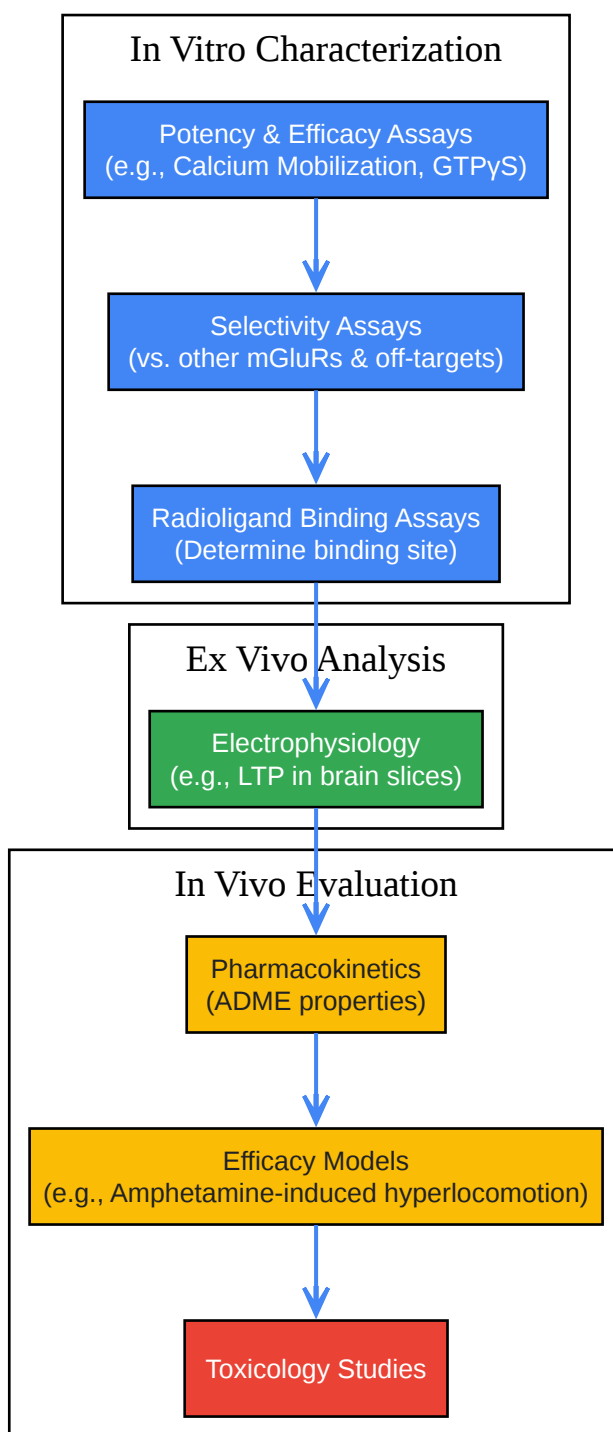 In Vitro Characterization
Potency & Efficacy Assays
(e.g., Calcium Mobilization, GTPγS)
Selectivity Assays
(vs. other mGluRs & off-targets)
Radioligand Binding Assays
(Determine binding site)
Ex Vivo Analysis
Electrophysiology
(e.g., LTP in brain slices)
In Vivo Evaluation
Pharmacokinetics
(ADME properties)
Efficacy Models
(e.g., Amphetamine-induced hyperlocomotion)
Toxicology Studies